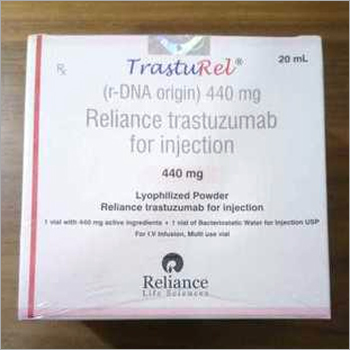 Rx
TrastuRel®
20 mL
(r-DNA origin) 440 mg
Reliance trastuzumab
for injection
440 mg
Lyophilized Powder
Reliance trastuzumab for injection
1 vial with 440 mg active ingredients + 1 vial of Bacteriostatic Water for Injection USP
For I.V Infusion, Multi use vial
Reliance
Life Sciences